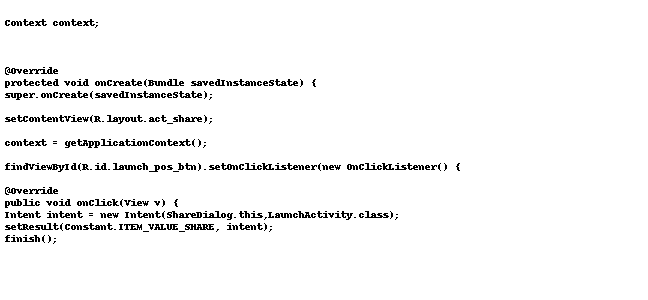 Context context;
@Override
protected void onCreate(Bundle savedInstanceState) {
super.onCreate(savedInstanceState);
setContentView(R.layout.act_share);
context = getApplicationContext();
findViewById(R.id.launch_pos_btn).setOnClickListener(new OnClickListener() {
@Override
public void onClick(View v) {
Intent intent = new Intent(ShareDialog.this,LaunchActivity.class);
setResult(Constant.ITEM_VALUE_SHARE, intent);
finish();